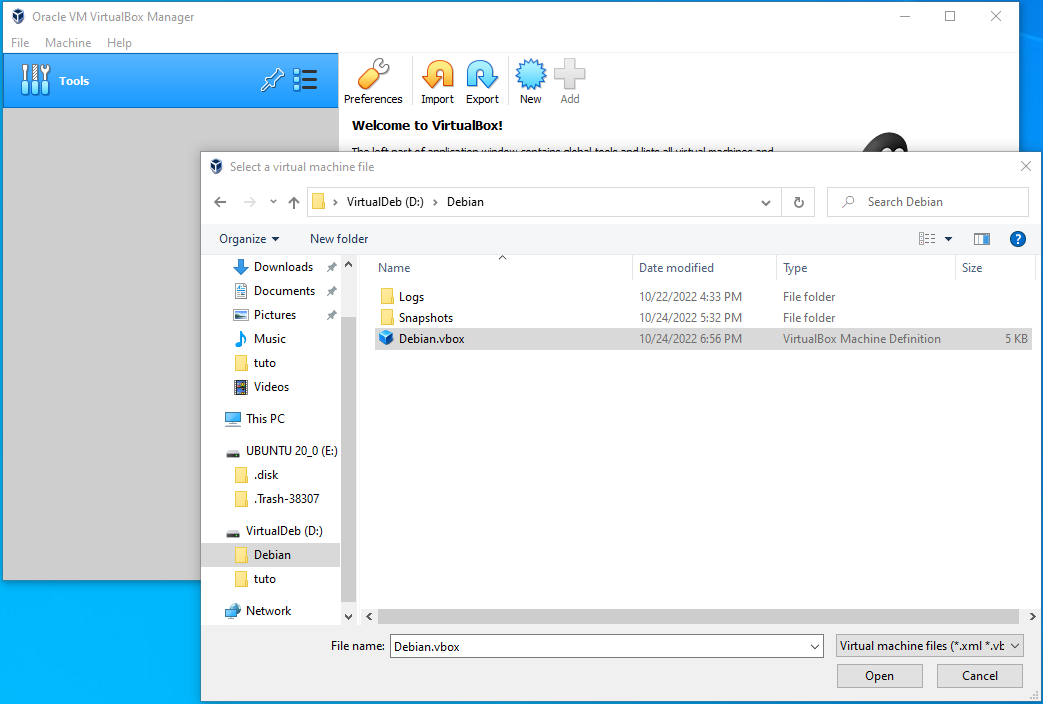 Oracle VM VirtualBox Manager
File Machine Help
Tools
Preferences Import Export New Add
Welcome to VirtualBox!
The left part of application window contains global tools and lists all virtual machines and
Select a virtual machine file
VirtualDeb (D:) Debian
Search Debian
Organize New folder
Downloads
Documents
Pictures
Music
tuto
Videos
This PC
UBUNTU 20_0 (E:)
.disk
.Trash-38307
VirtualDeb (D:)
Debian
tuto
Network
Name Date modified Type Size
Logs 10/22/2022 4:33 PM File folder
Snapshots 10/24/2022 5:32 PM File folder
Debian.vbox 10/24/2022 6:56 PM VirtualBox Machine Definition 5 KB
File name: Debian.vbox Virtual machine files (*.xml *.vb
Open Cancel